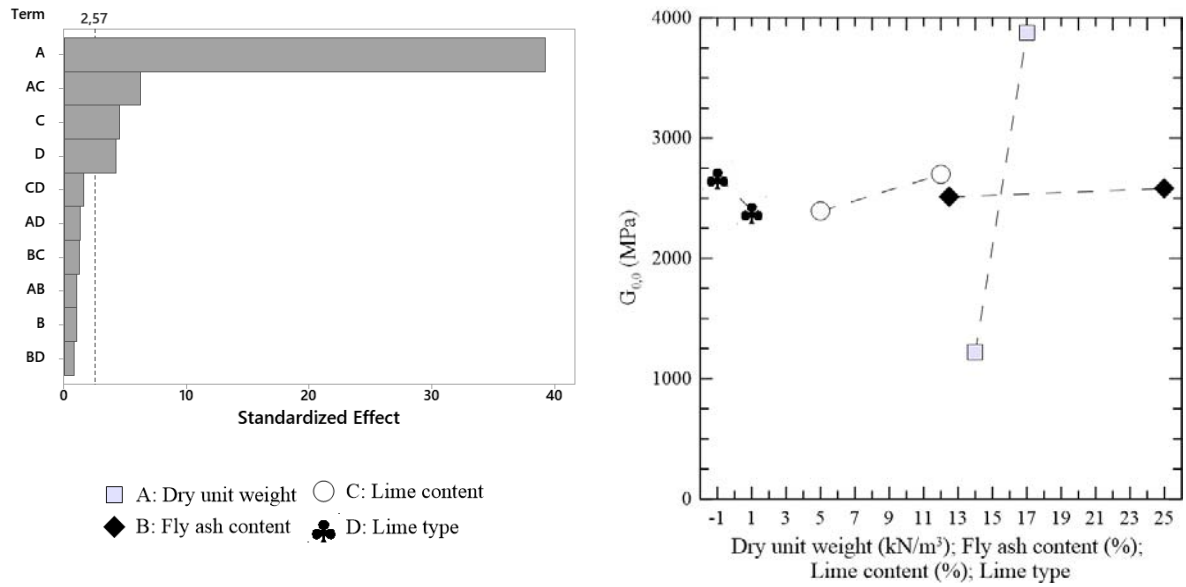 Term
2,57
A
AC
C
D
CD
AD
BC
AB
B
BD
0 10 20 30 40
Standardized Effect
A: Dry unit weight
C: Lime content
B: Fly ash content
D: Lime type
G0,0 (MPa)
4000
3000
2000
1000
0
-1 1 3 5 7 9 11 13 15 17 19 21 23 25
Dry unit weight (kN/m³); Fly ash content (%);
Lime content (%); Lime type